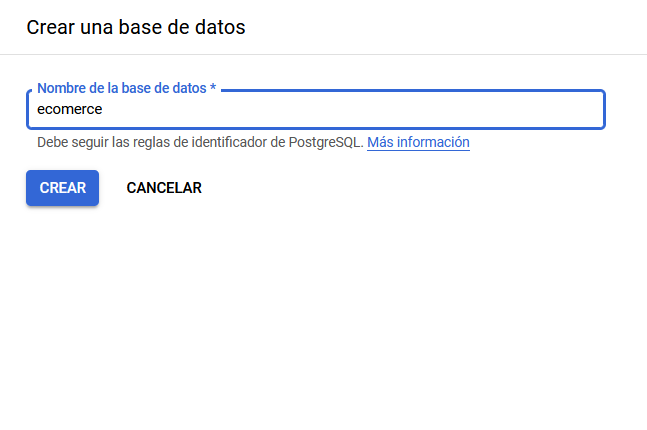 Crear una base de datos
Nombre de la base de datos *
ecomerce
Debe seguir las reglas de identificador de PostgreSQL. Más información
CREAR CANCELAR